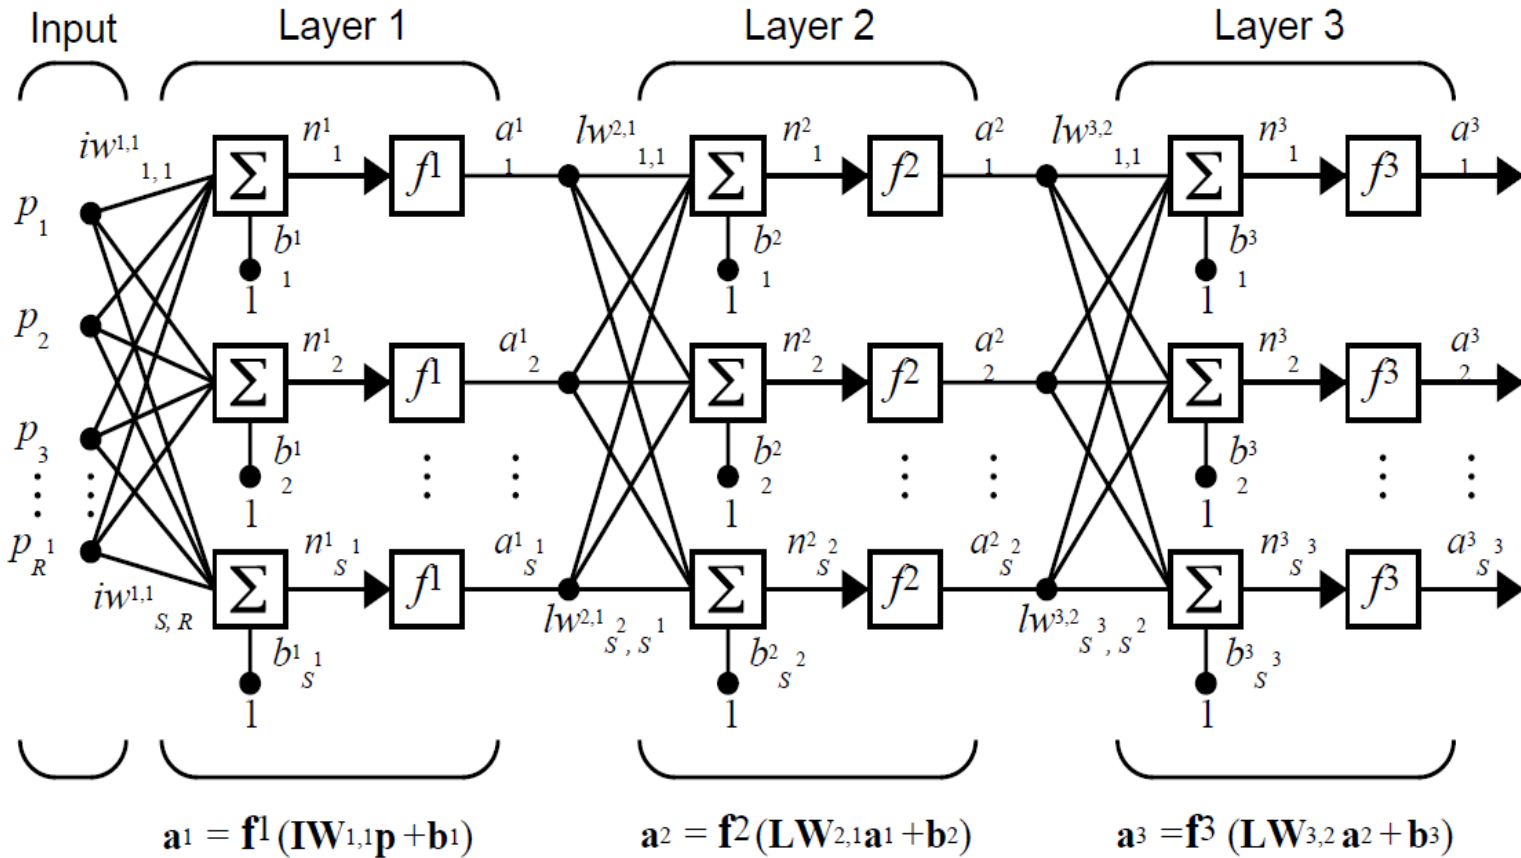 Input Layer 1 Layer 2 Layer 3
iw1,1 1, 1 n1 1 a1 1 lw2,1 1,1 n2 1 a2 1 lw3,2 1,1 n3 1 a3 1
p1 Σ f1 Σ f2 Σ f3
b1 1 b2 1 b3 1
1 1 1
p2 n1 2 a1 2 n2 2 a2 2 n3 2 a3 2
Σ f1 Σ f2 Σ f3
p3 b1 2 b2 2 b3 2
1 1 1
pR1 n1 S1 a1 S1 n2 S2 a2 S2 n3 S3 a3 S3
iw1,1 S, R Σ f1 lw2,1 S2, S1 Σ f2 lw3,2 S3, S2 Σ f3
b1 S1 b2 S2 b3 S3
1 1 1
a1 = f1(IW1,1p +b1) a2 = f2(LW2,1a1 +b2) a3 =f3 (LW3,2 a2 +b3)